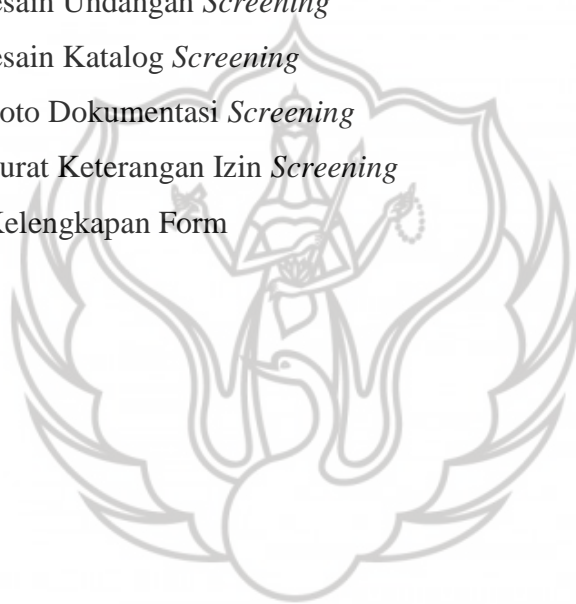 esain Undangan Screening
esain Katalog Screening
oto Dokumentasi Screening
urat Keterangan Izin Screening
Kelengkapan Form